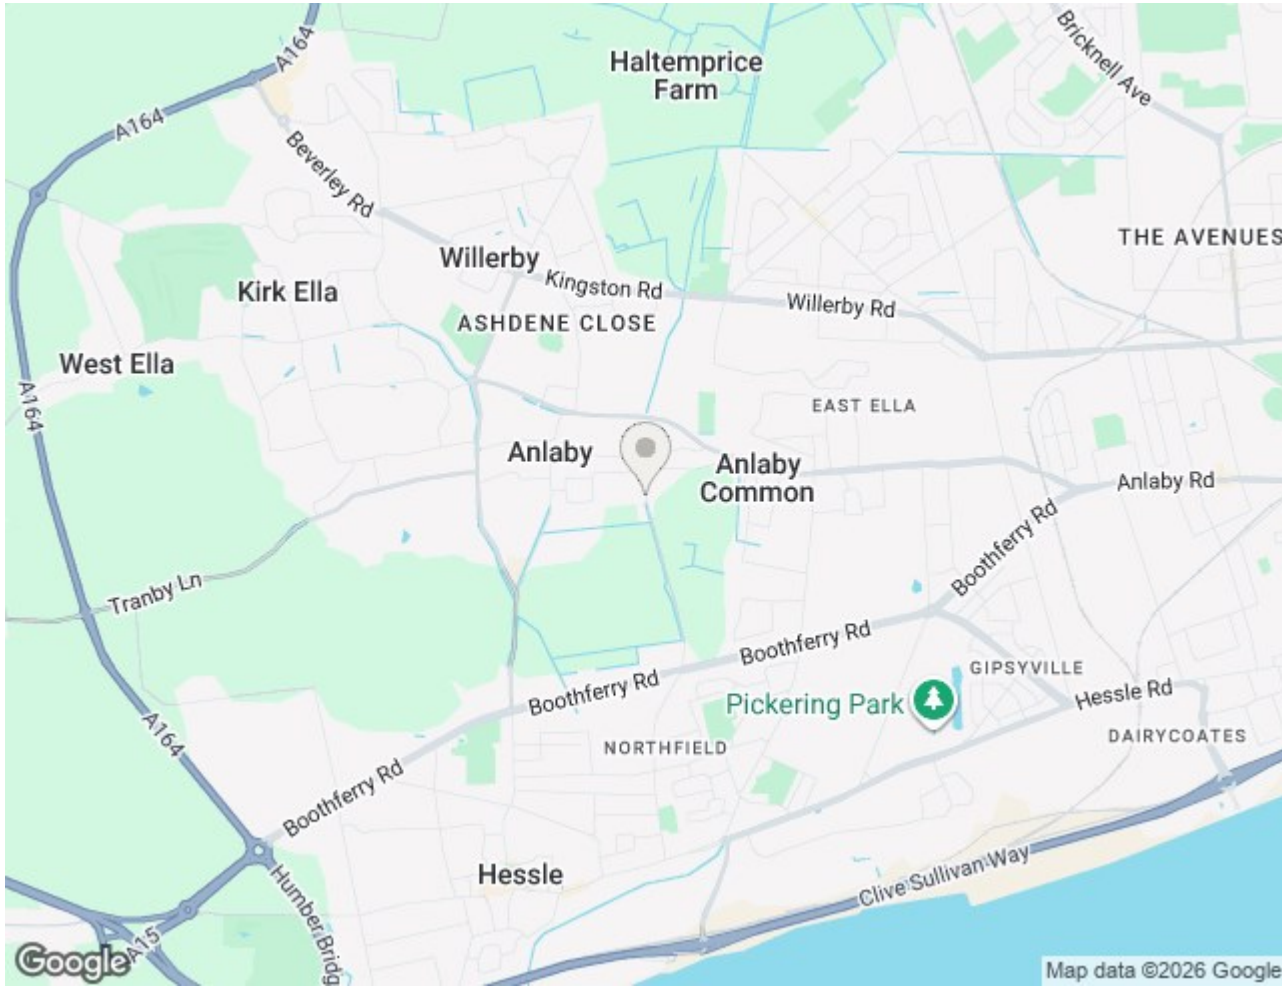 A164
Bricknell Ave
Haltemprice
Farm
A164
Beverley Rd
THE AVENUES
Willerby
Kingston Rd
Kirk Ella
Willerby Rd
ASHDENE CLOSE
West Ella
A164
EAST ELLA
Anlaby
Anlaby
Common
Anlaby Rd
Boothferry Rd
Tranby Ln
Boothferry Rd
GIPSYVILLE
Boothferry Rd
Hessle Rd
Pickering Park
A164
NORTHFIELD
DAIRYCOATES
Boothferry Rd
Hessle
Clive Sullivan Way
Humber Bridg
A15
Google
Map data ©2026 Google